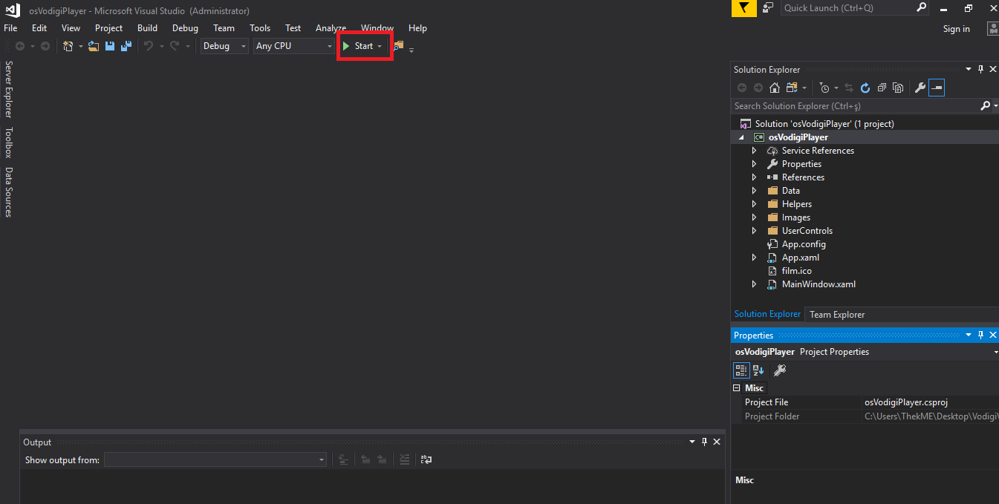 osVodigiPlayer - Microsoft Visual Studio (Administrator)
Quick Launch (Ctrl+Q)
File Edit View Project Build Debug Team Tools Test Analyze Window Help
Sign in
Debug Any CPU Start
Server Explorer
Toolbox
Data Sources
Solution Explorer
Search Solution Explorer (Ctrl+ş)
Solution 'osVodigiPlayer' (1 project)
C# osVodigiPlayer
Service References
Properties
References
Data
Helpers
Images
UserControls
App.config
App.xaml
film.ico
MainWindow.xaml
Solution Explorer Team Explorer
Properties
osVodigiPlayer Project Properties
Misc
Project File osVodigiPlayer.csproj
Project Folder C:\Users\ThekME\Desktop\Vodigi\
Misc
Output
Show output from: